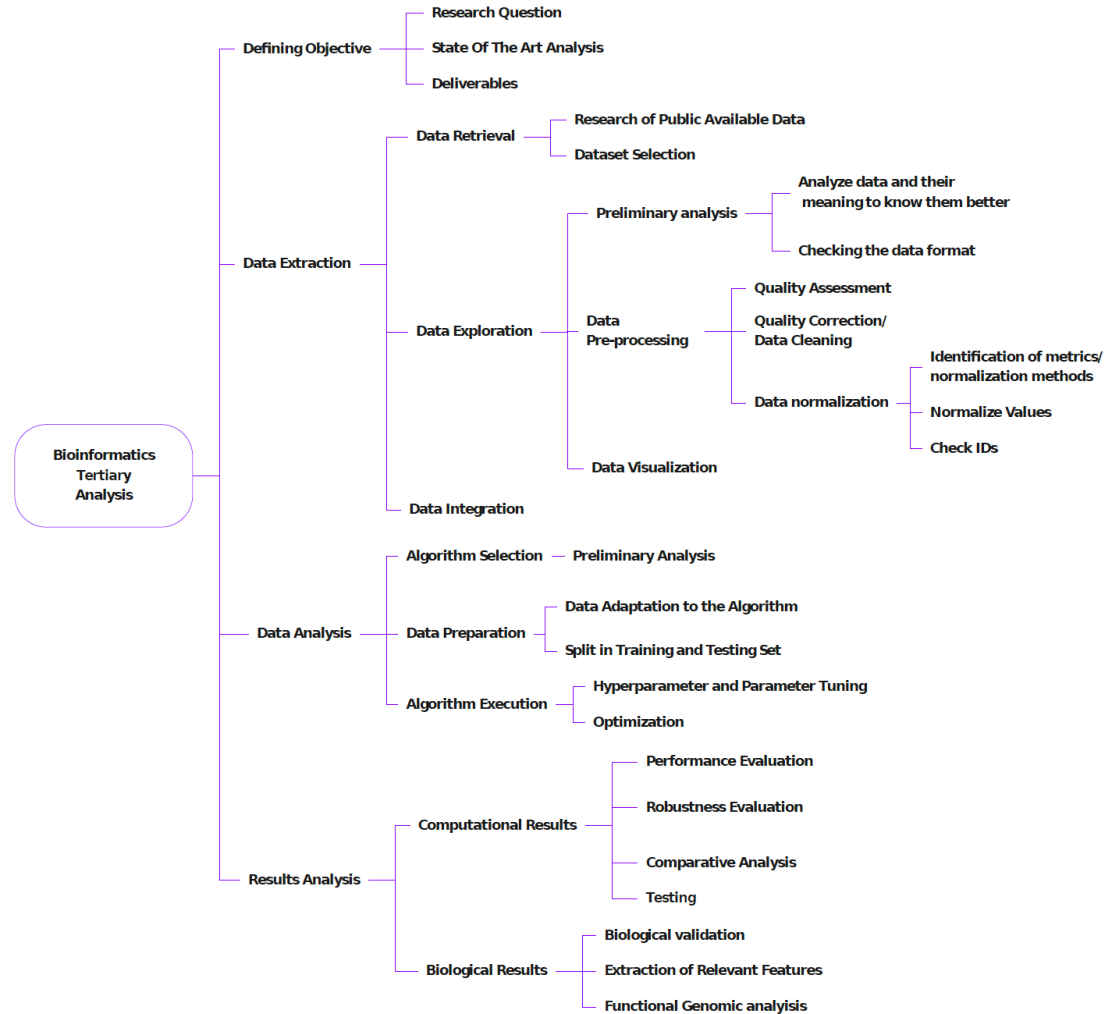 Research Question
Defining Objective
State Of The Art Analysis
Deliverables
Data Retrieval
Research of Public Available Data
Dataset Selection
Analyze data and their
meaning to know them better
Preliminary analysis
Checking the data format
Data Extraction
Quality Assessment
Data Exploration
Data
Pre-processing
Quality Correction/
Data Cleaning
Identification of metrics/
normalization methods
Data normalization
Normalize Values
Check IDs
Bioinformatics
Tertiary
Analysis
Data Visualization
Data Integration
Algorithm Selection
Preliminary Analysis
Data Adaptation to the Algorithm
Data Analysis
Data Preparation
Split in Training and Testing Set
Hyperparameter and Parameter Tuning
Algorithm Execution
Optimization
Performance Evaluation
Robustness Evaluation
Computational Results
Comparative Analysis
Results Analysis
Testing
Biological validation
Biological Results
Extraction of Relevant Features
Functional Genomic analyisis